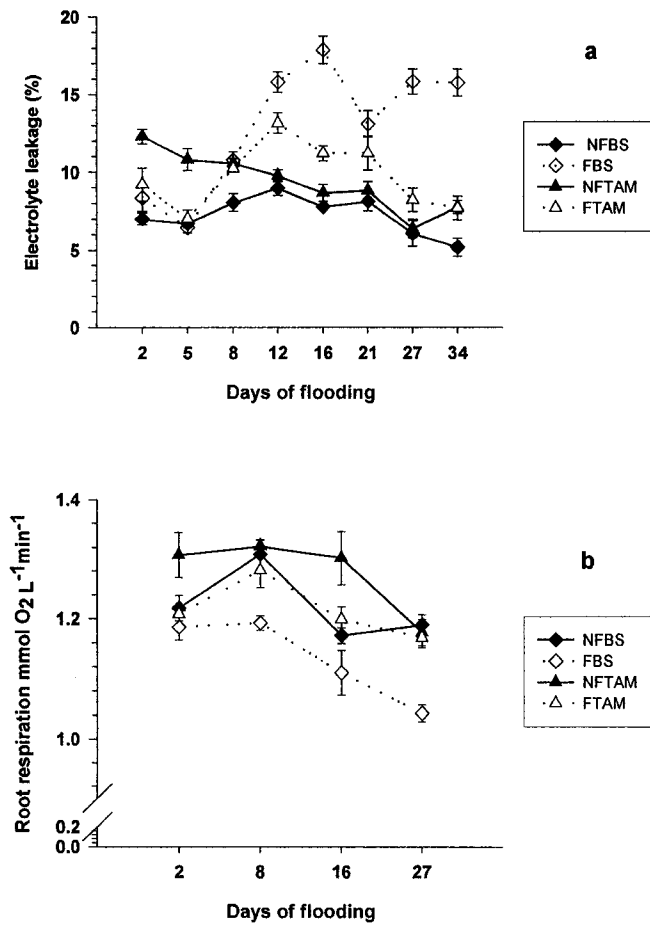 a
Electrolyte leakage (%)
20
15
10
5
0
2 5 8 12 16 21 27 34
Days of flooding
NFBS
FBS
NFTAM
FTAM
b
Root respiration mmol O2 L-1min-1
1.4
1.2
1.0
0.2
0.0
2 8 16 27
Days of flooding
NFBS
FBS
NFTAM
FTAM